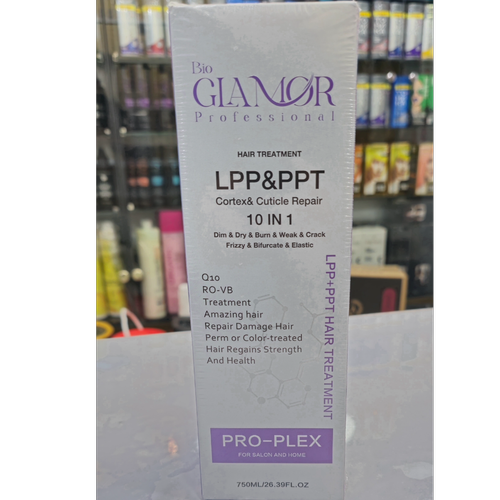 Bio
GLAMOR
Professional
HAIR TREATMENT
LPP&PPT
Cortex& Cuticle Repair
10 IN 1
Dim & Dry & Burn & Weak & Crack
Frizzy & Bifurcate & Elastic
Q10
RO-VB
Treatment
Amazing hair
Repair Damage Hair
Perm or Color-treated
Hair Regains Strength
And Health
LPP+PPT HAIR TREATMENT
PRO-PLEX
FOR SALON AND HOME
750ML/26.39FL.OZ